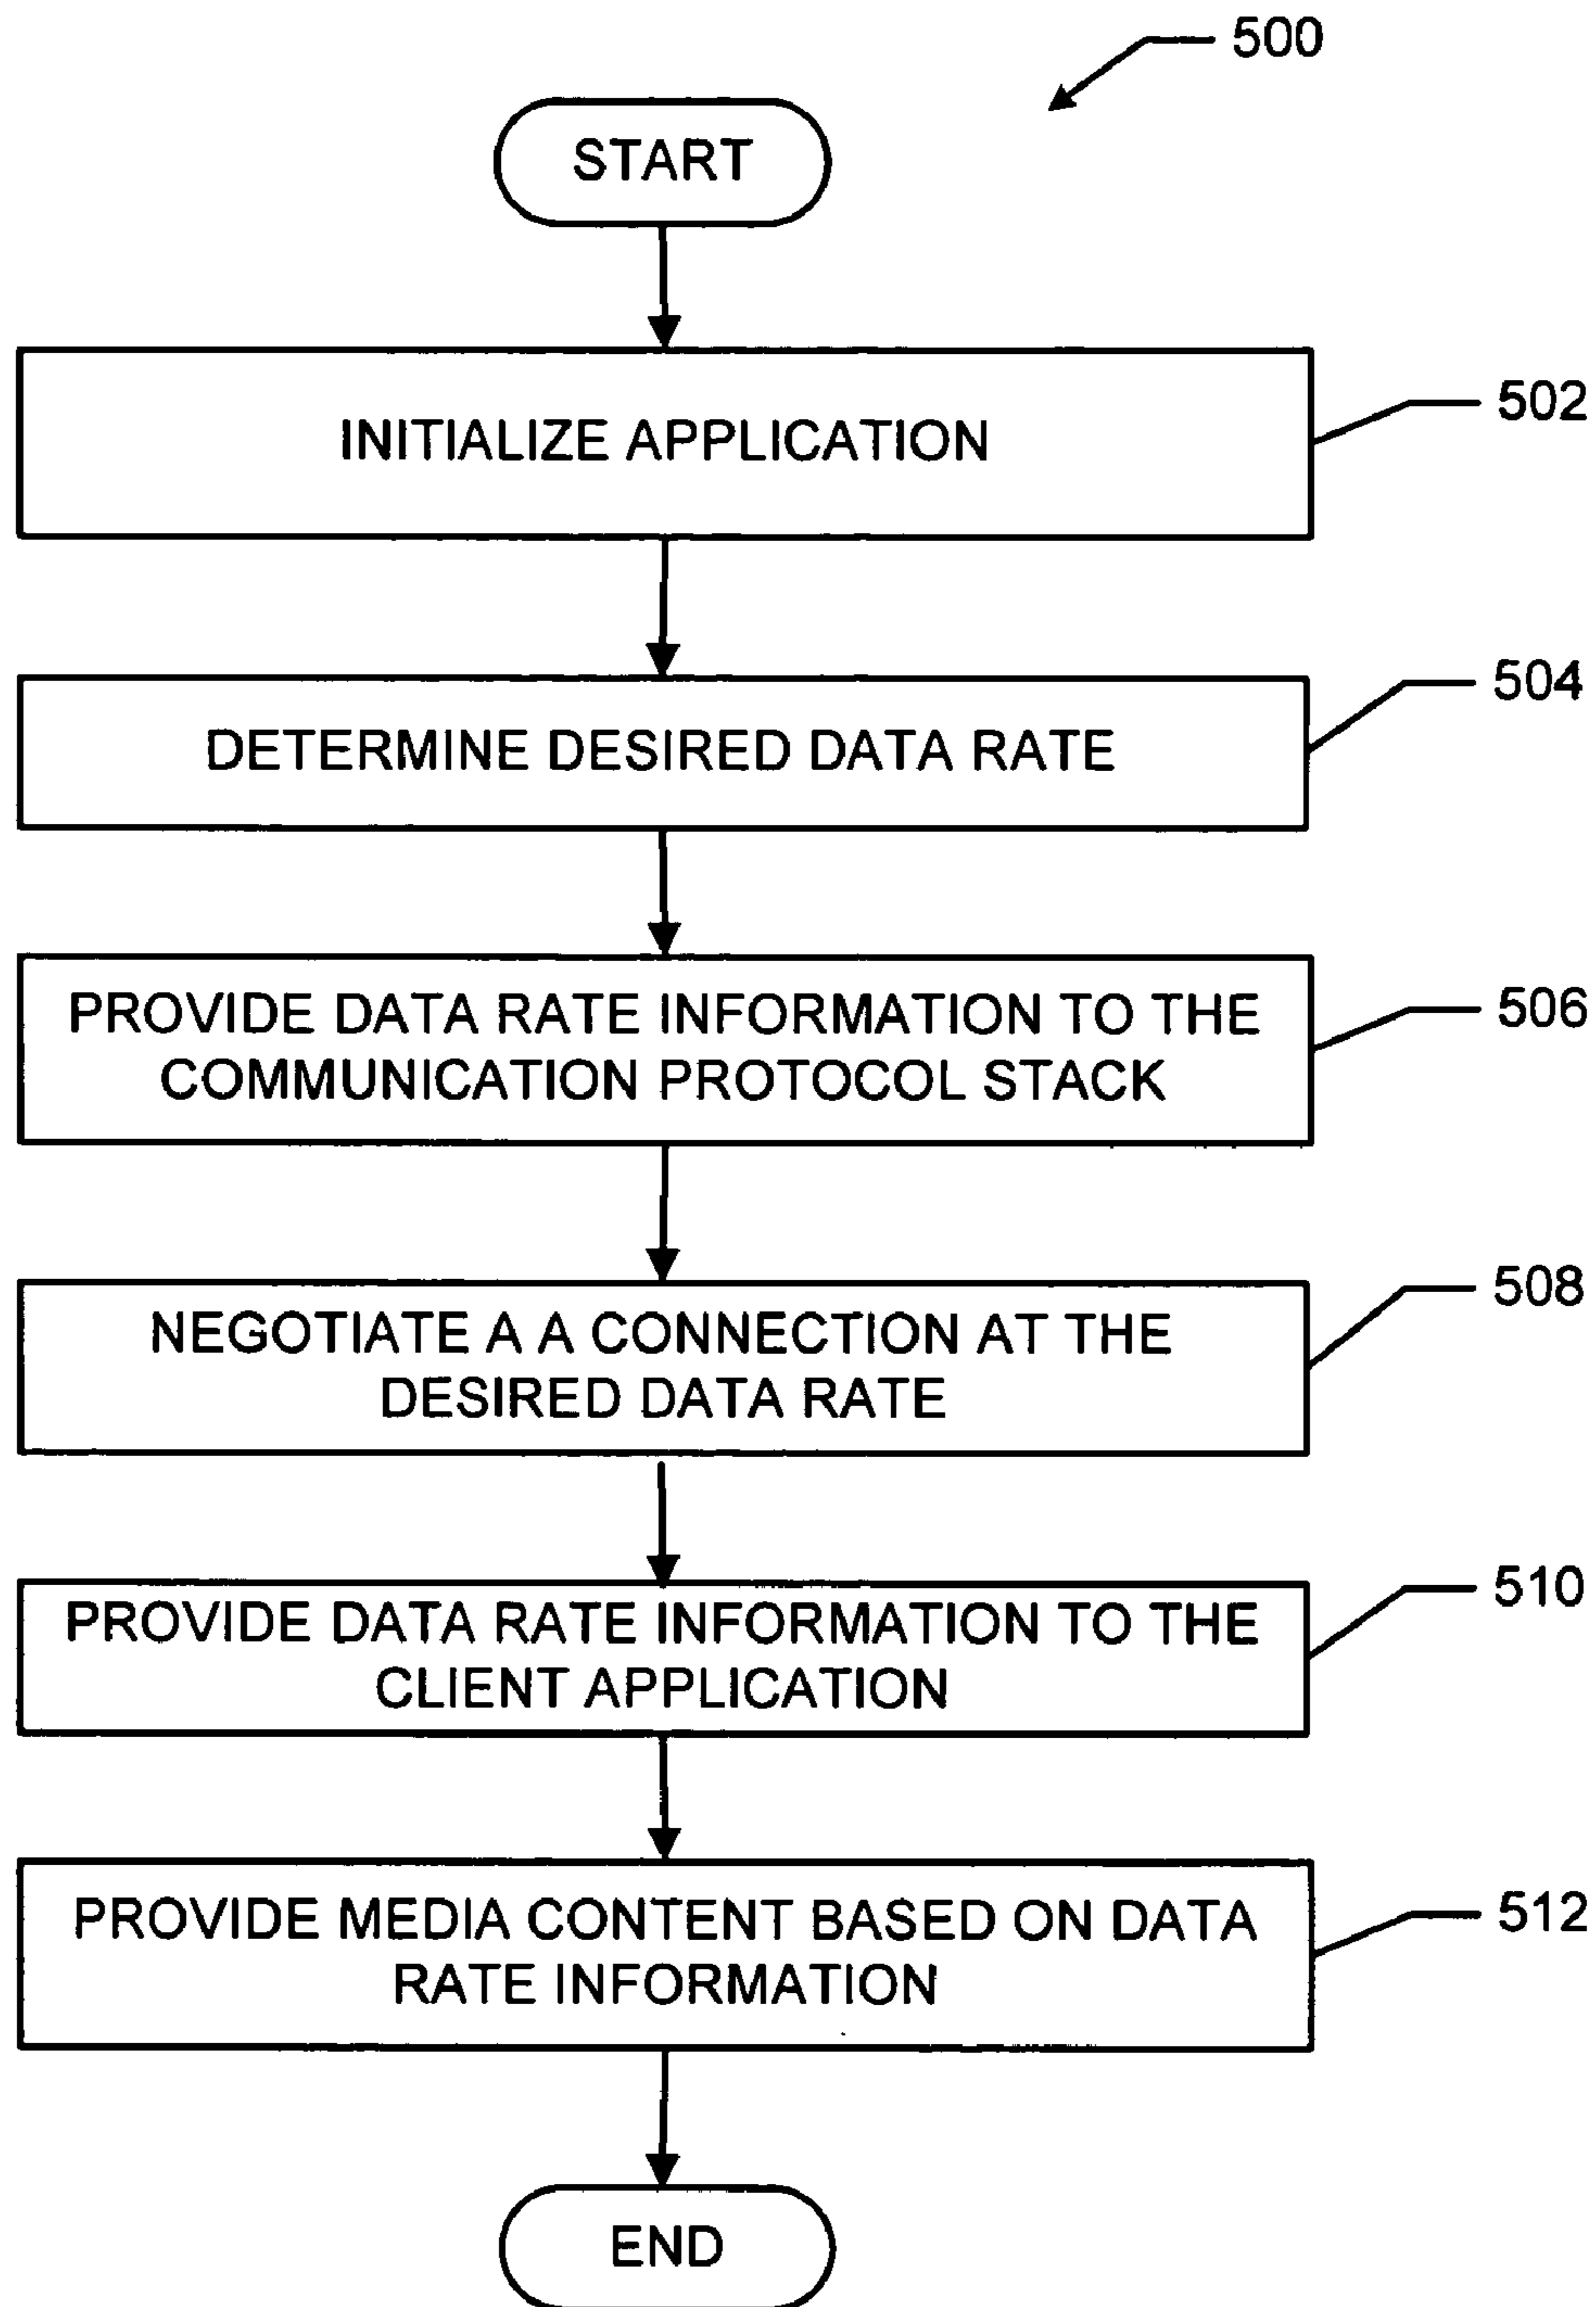 500
START
INITIALIZE APPLICATION
502
DETERMINE DESIRED DATA RATE
504
PROVIDE DATA RATE INFORMATION TO THE
COMMUNICATION PROTOCOL STACK
506
NEGOTIATE A A CONNECTION AT THE
DESIRED DATA RATE
508
PROVIDE DATA RATE INFORMATION TO THE
CLIENT APPLICATION
510
PROVIDE MEDIA CONTENT BASED ON DATA
RATE INFORMATION
512
END